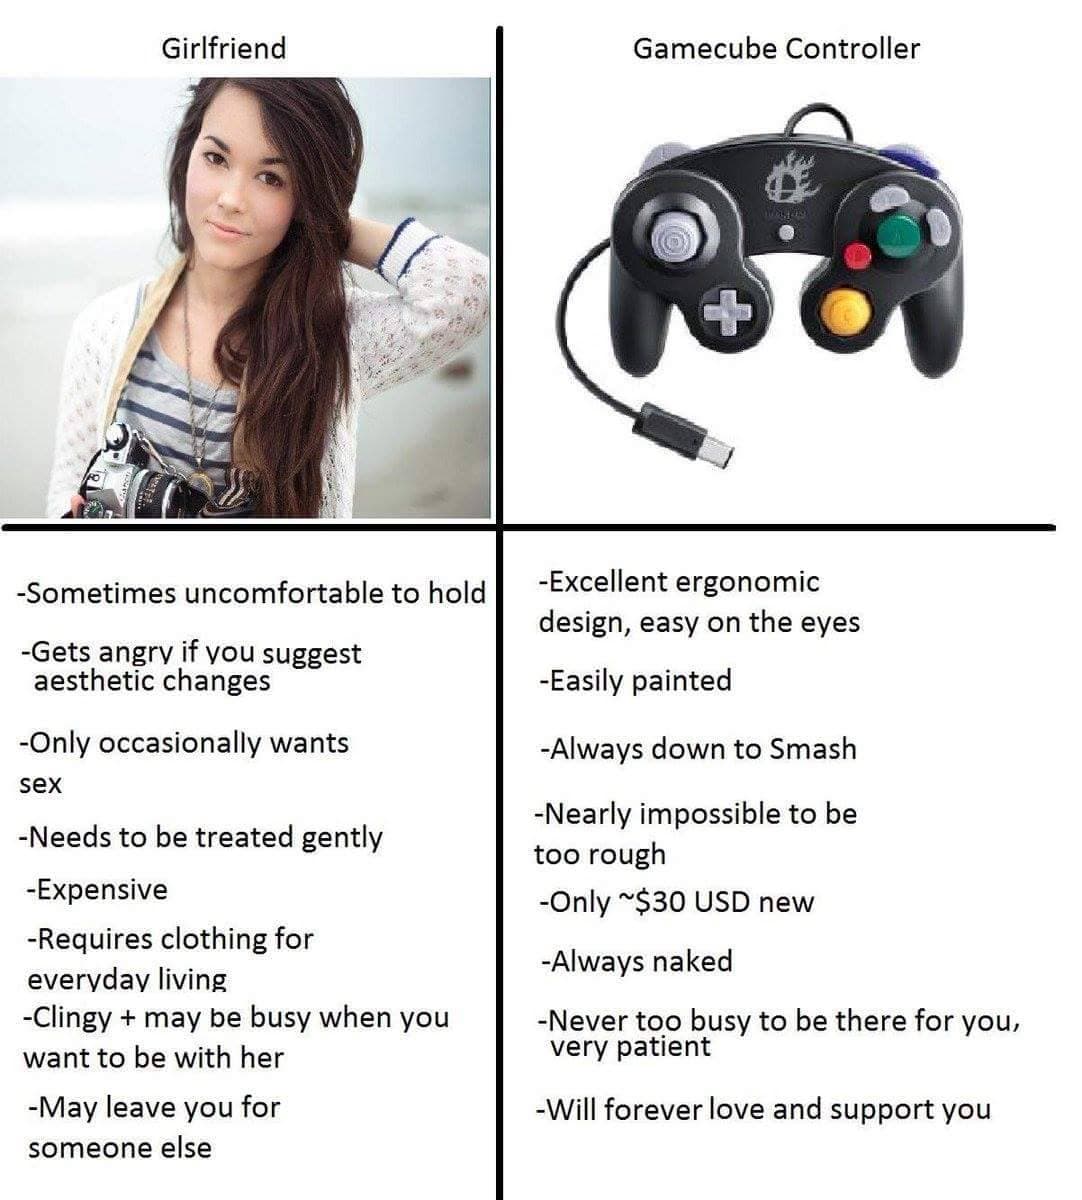 Girlfriend
Gamecube Controller
-Sometimes uncomfortable to hold
-Gets angry if you suggest
aesthetic changes
-Only occasionally wants
sex
-Needs to be treated gently
-Expensive
-Requires clothing for
everyday living
-Clingy + may be busy when you
want to be with her
-May leave you for
someone else
-Excellent ergonomic
design, easy on the eyes
-Easily painted
-Always down to Smash
-Nearly impossible to be
too rough
-Only ~$30 USD new
-Always naked
-Never too busy to be there for you,
very patient
-Will forever love and support you